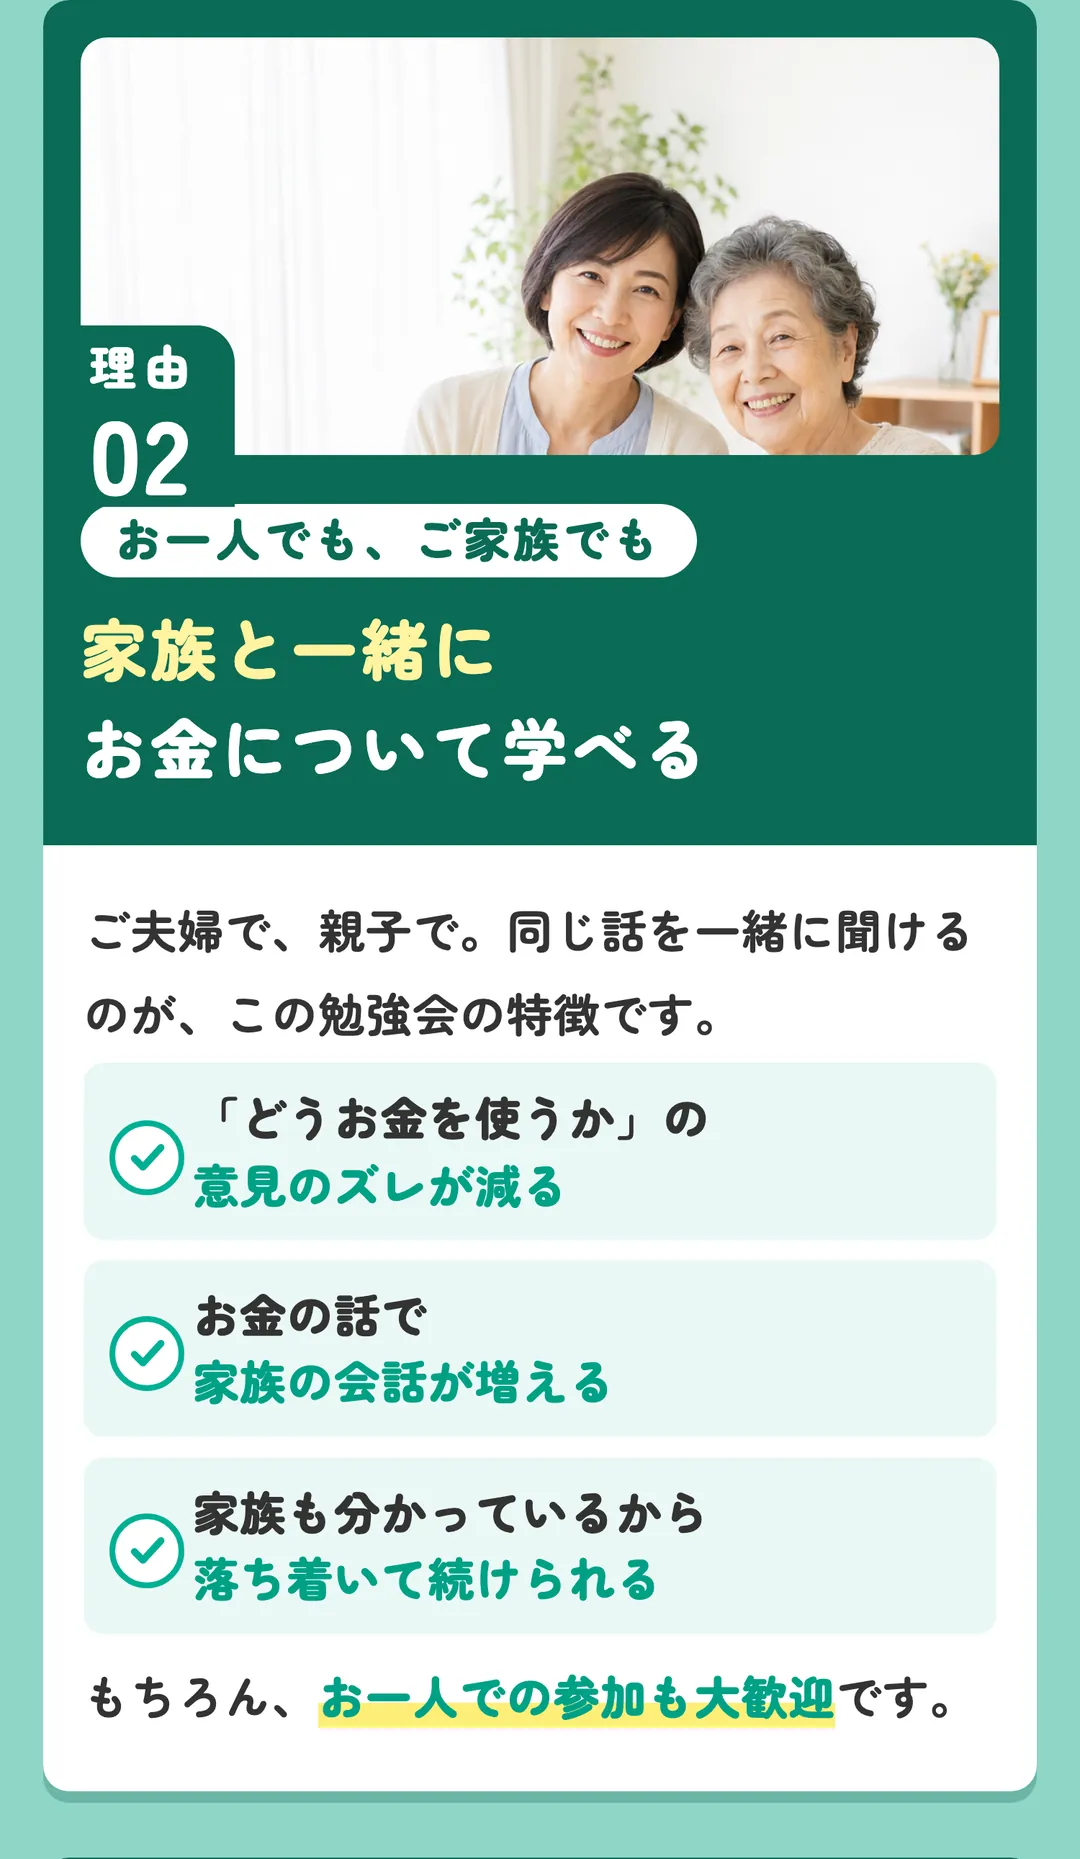 理由
02
お一人でも、ご家族でも
家族と一緒に
お金について学べる
ご夫婦で、親子で。同じ話を一緒に聞ける
のが、この勉強会の特徴です。
「どうお金を使うか」の
意見のズレが減る
お金の話で
家族の会話が増える
家族も分かっているから
落ち着いて続けられる
もちろん、お一人での参加も大歓迎です。